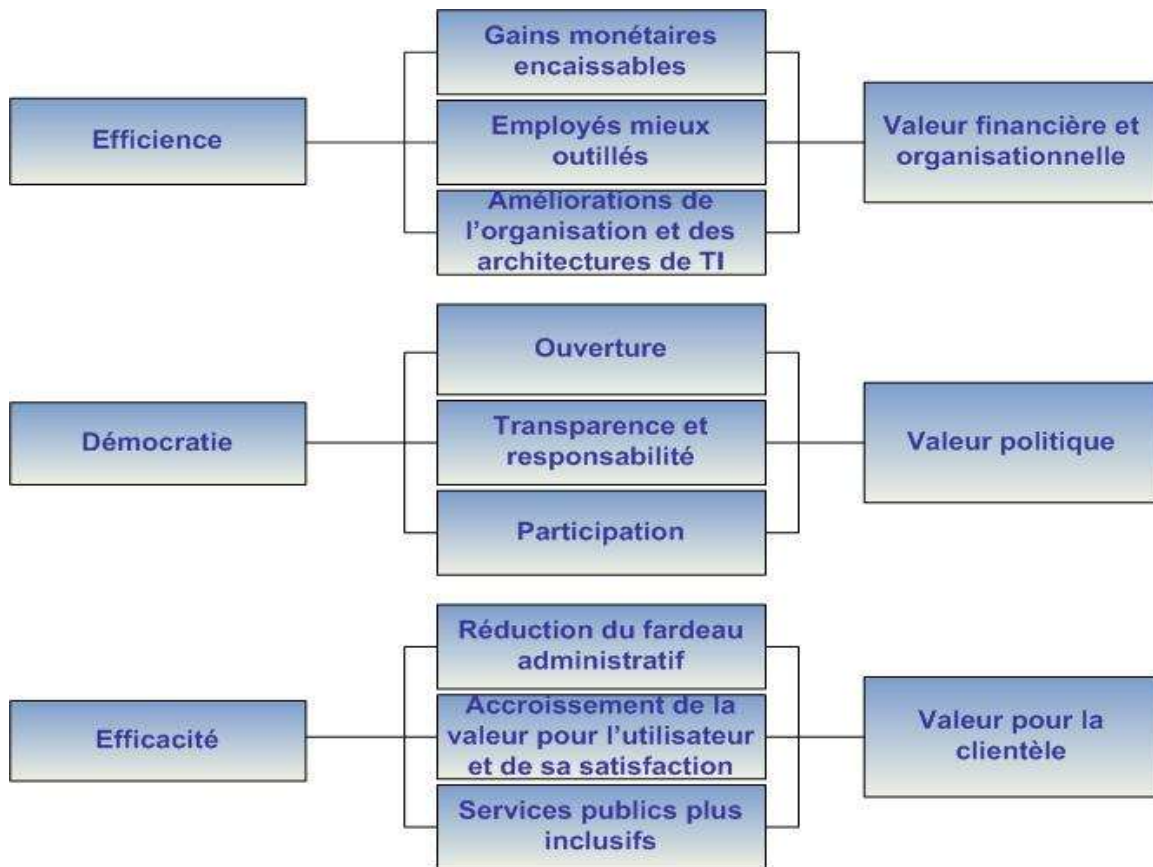 Efficience
Gains monétaires
encaissables
Employés mieux
outillés
Améliorations de
l'organisation et des
architectures de TI
Valeur financière et
organisationnelle
Démocratie
Ouverture
Transparence et
responsabilité
Participation
Valeur politique
Efficacité
Réduction du fardeau
administratif
Accroissement de la
valeur pour l'utilisateur
et de sa satisfaction
Services publics plus
inclusifs
Valeur pour la
clientèle